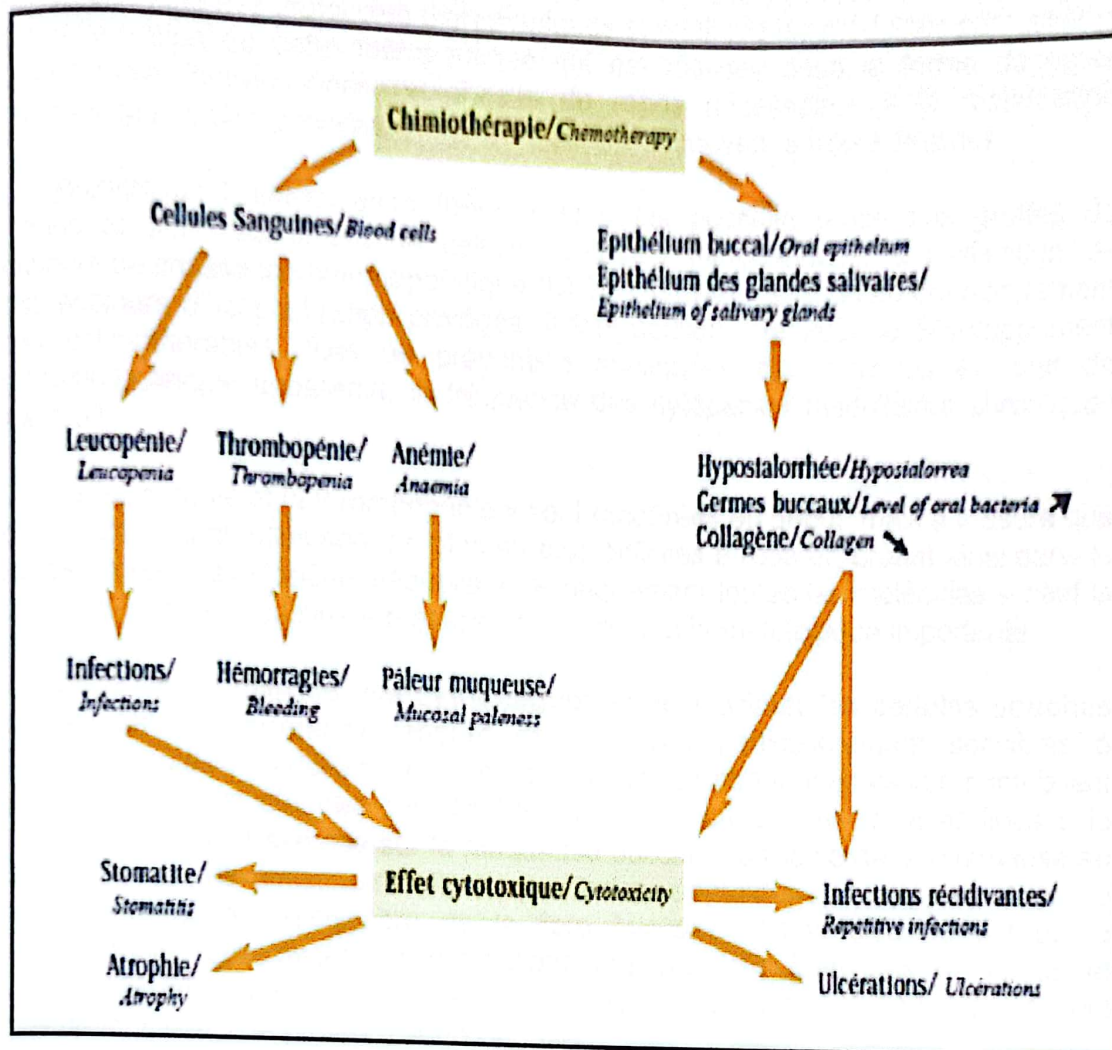 Chimiothérapie/Chemotherapy
Cellules Sanguines/Blood cells
Epithélium buccal/Oral epithelium
Epithélium des glandes salivaires/
Epithelium of salivary glands
Leucopénie/
Leucopenia
Thrombopénie/
Thrombopenia
Anémie/
Anaemia
Hyposialorrhée/Hyposialorrea
Germes buccaux/Level of oral bacteria ↗
Collagène/Collagen ↘
Infections/
Infections
Hémorragies/
Bleeding
Pâleur muqueuse/
Mucosal paleness
Stomatite/
Stomatitis
Effet cytotoxique/Cytotoxicity
Infections récidivantes/
Repetitive infections
Atrophie/
Atrophy
Ulcérations/ Ulcérations